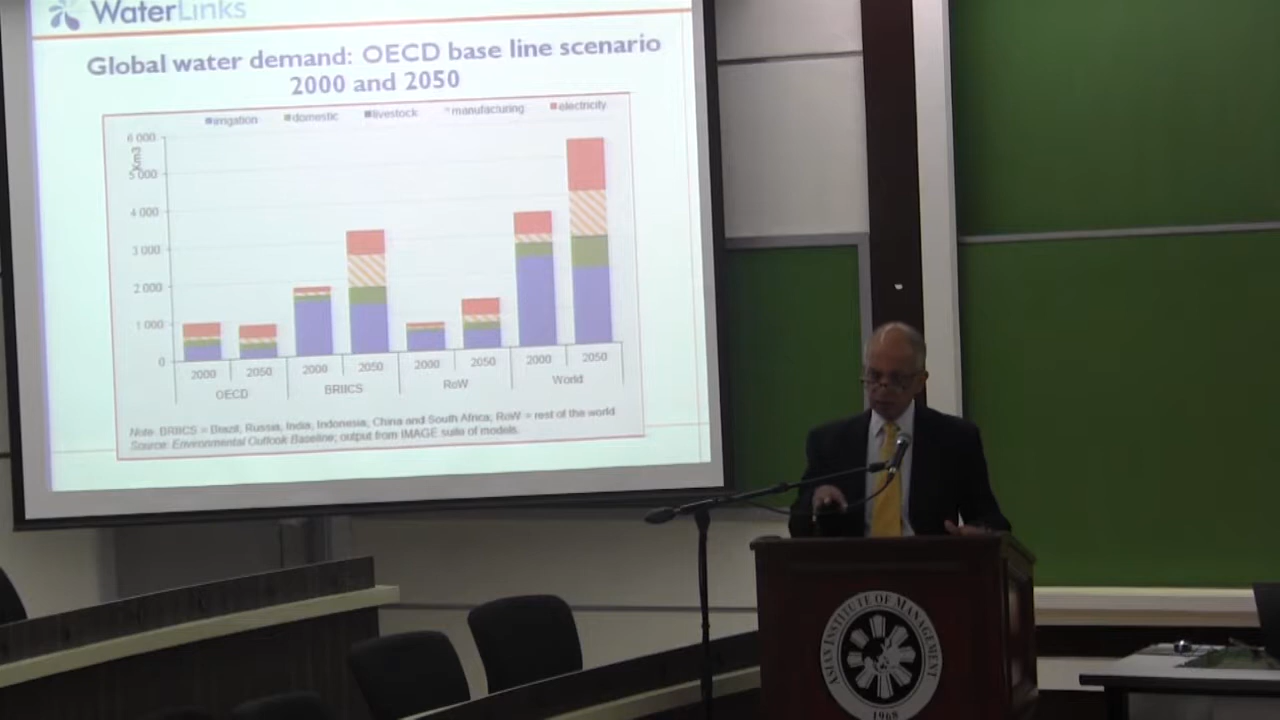 WaterLinks
Global water demand: OECD base line scenario
2000 and 2050
irrigation domestic livestock manufacturing electricity
Km3
6 000
5 000
4 000
3 000
2 000
1 000
0
2000 2050 2000 2050 2000 2050 2000 2050
OECD BRIICS RoW World
Note: BRIICS = Brazil, Russia, India, Indonesia, China and South Africa; RoW = rest of the world
Source: Environmental Outlook Baseline; output from IMAGE suite of models.
ASIAN INSTITUTE OF MANAGEMENT
1968